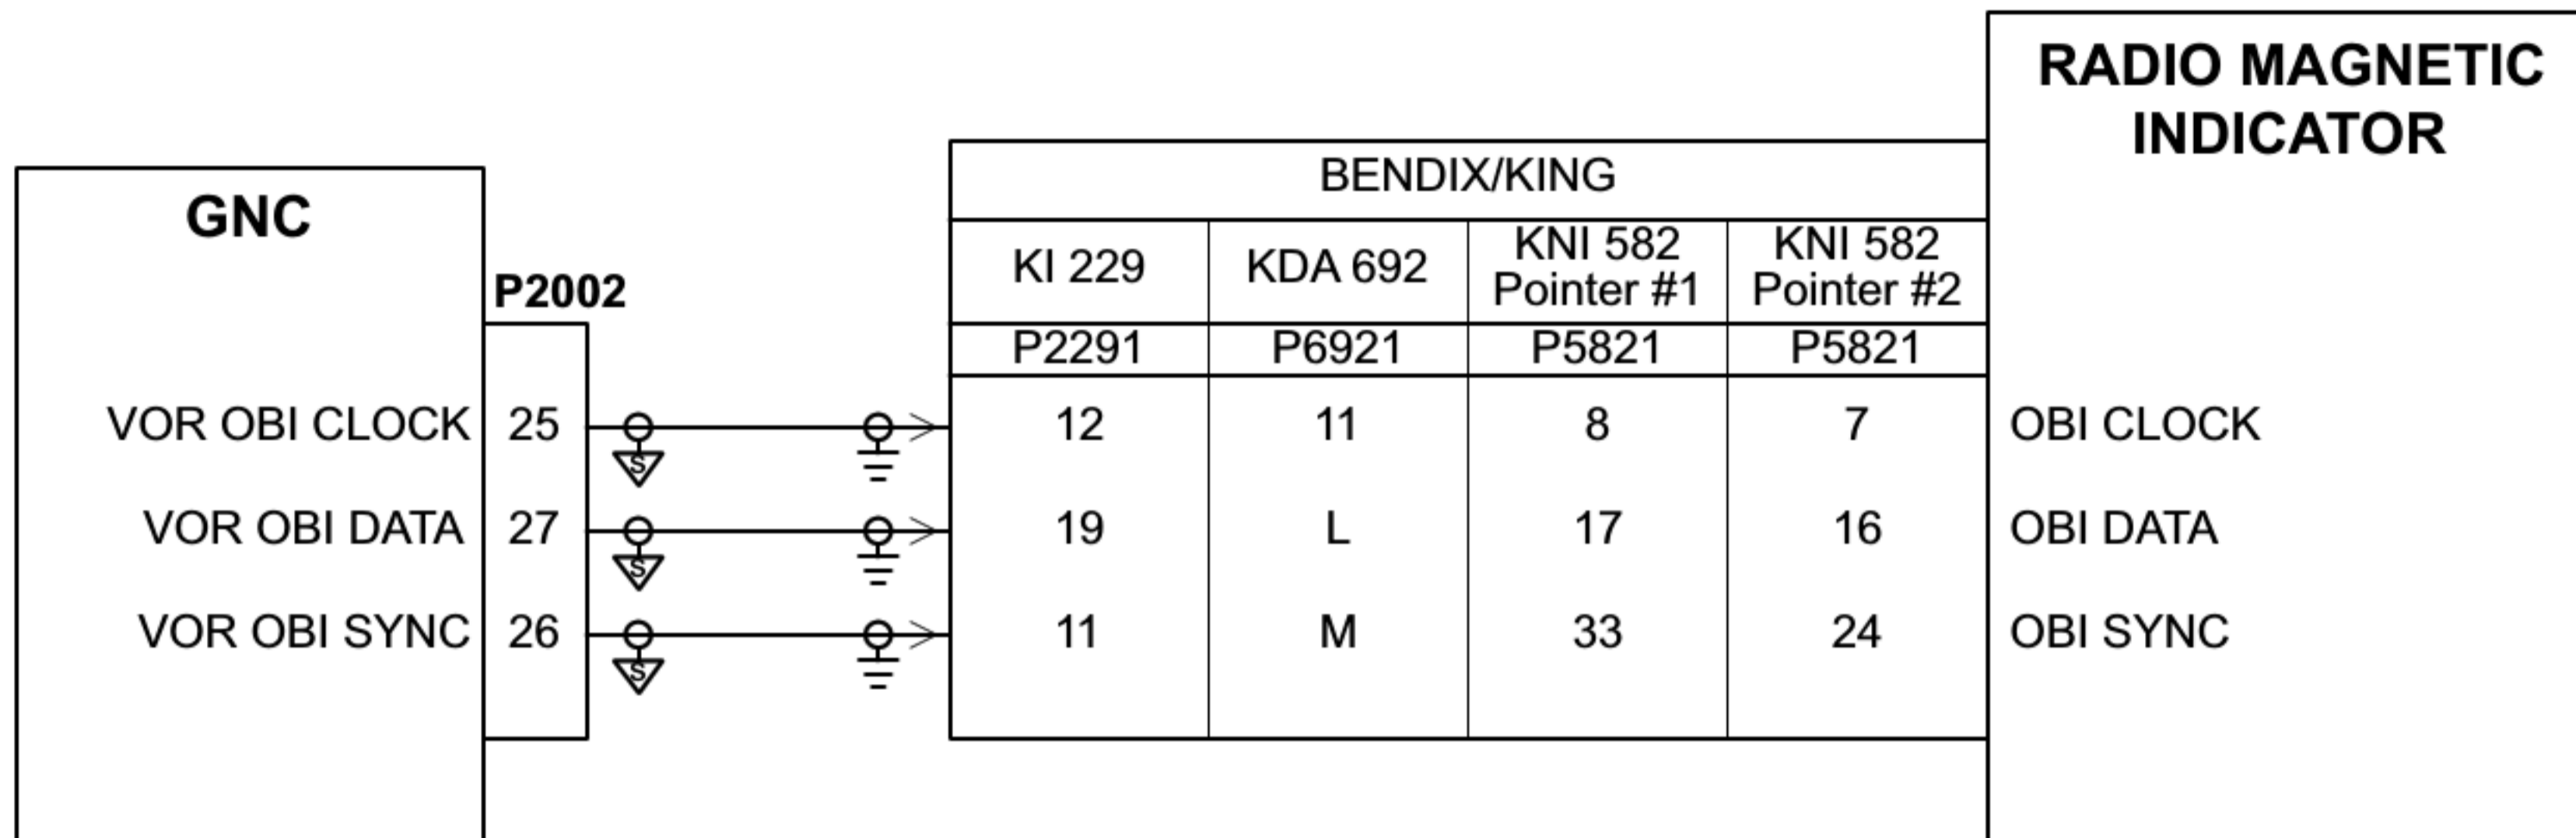 RADIO MAGNETIC
INDICATOR
BENDIX/KING
GNC
KI 229 KDA 692 KNI 582 Pointer #1 KNI 582 Pointer #2
P2002
P2291 P6921 P5821 P5821
VOR OBI CLOCK 25 12 11 8 7 OBI CLOCK
S
VOR OBI DATA 27 19 L 17 16 OBI DATA
S
VOR OBI SYNC 26 11 M 33 24 OBI SYNC
S